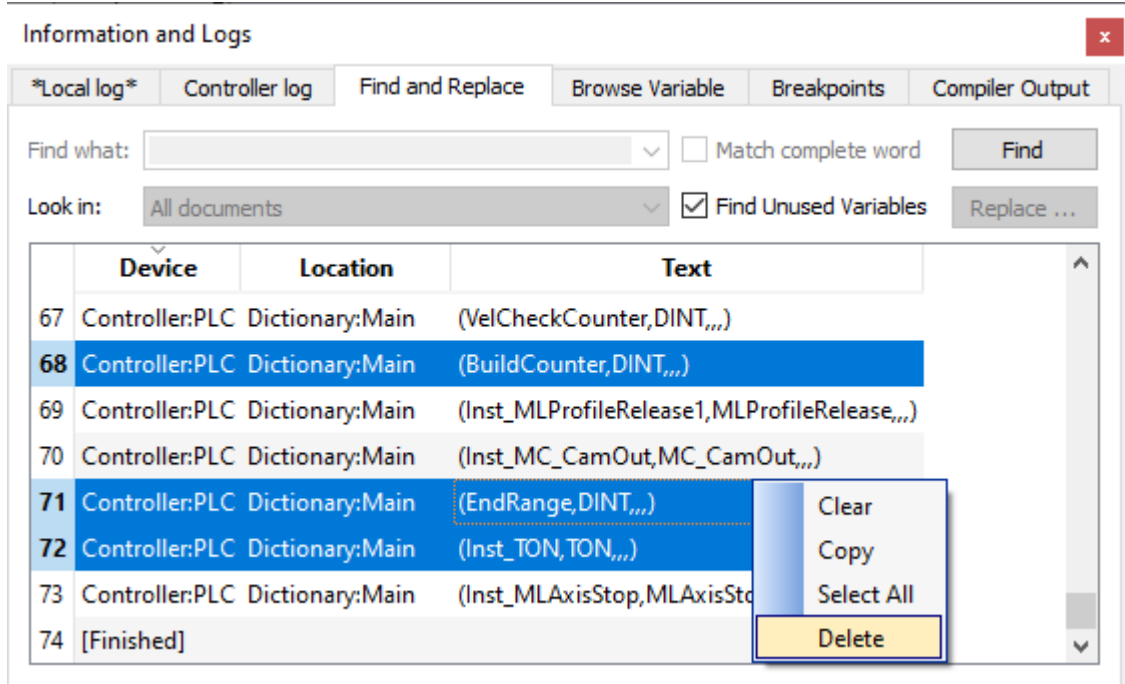 Information and Logs
x
*Local log* Controller log Find and Replace Browse Variable Breakpoints Compiler Output
Find what: Match complete word Find
Look in: All documents Find Unused Variables Replace ...
Device Location Text
67 Controller:PLC Dictionary:Main (VelCheckCounter,DINT,,,)
68 Controller:PLC Dictionary:Main (BuildCounter,DINT,,,)
69 Controller:PLC Dictionary:Main (Inst_MLProfileRelease1,MLProfileRelease,,,)
70 Controller:PLC Dictionary:Main (Inst_MC_CamOut,MC_CamOut,,,)
71 Controller:PLC Dictionary:Main (EndRange,DINT,,,)
72 Controller:PLC Dictionary:Main (Inst_TON,TON,,,)
73 Controller:PLC Dictionary:Main (Inst_MLAxisStop,MLAxisSto
74 [Finished]
Clear
Copy
Select All
Delete